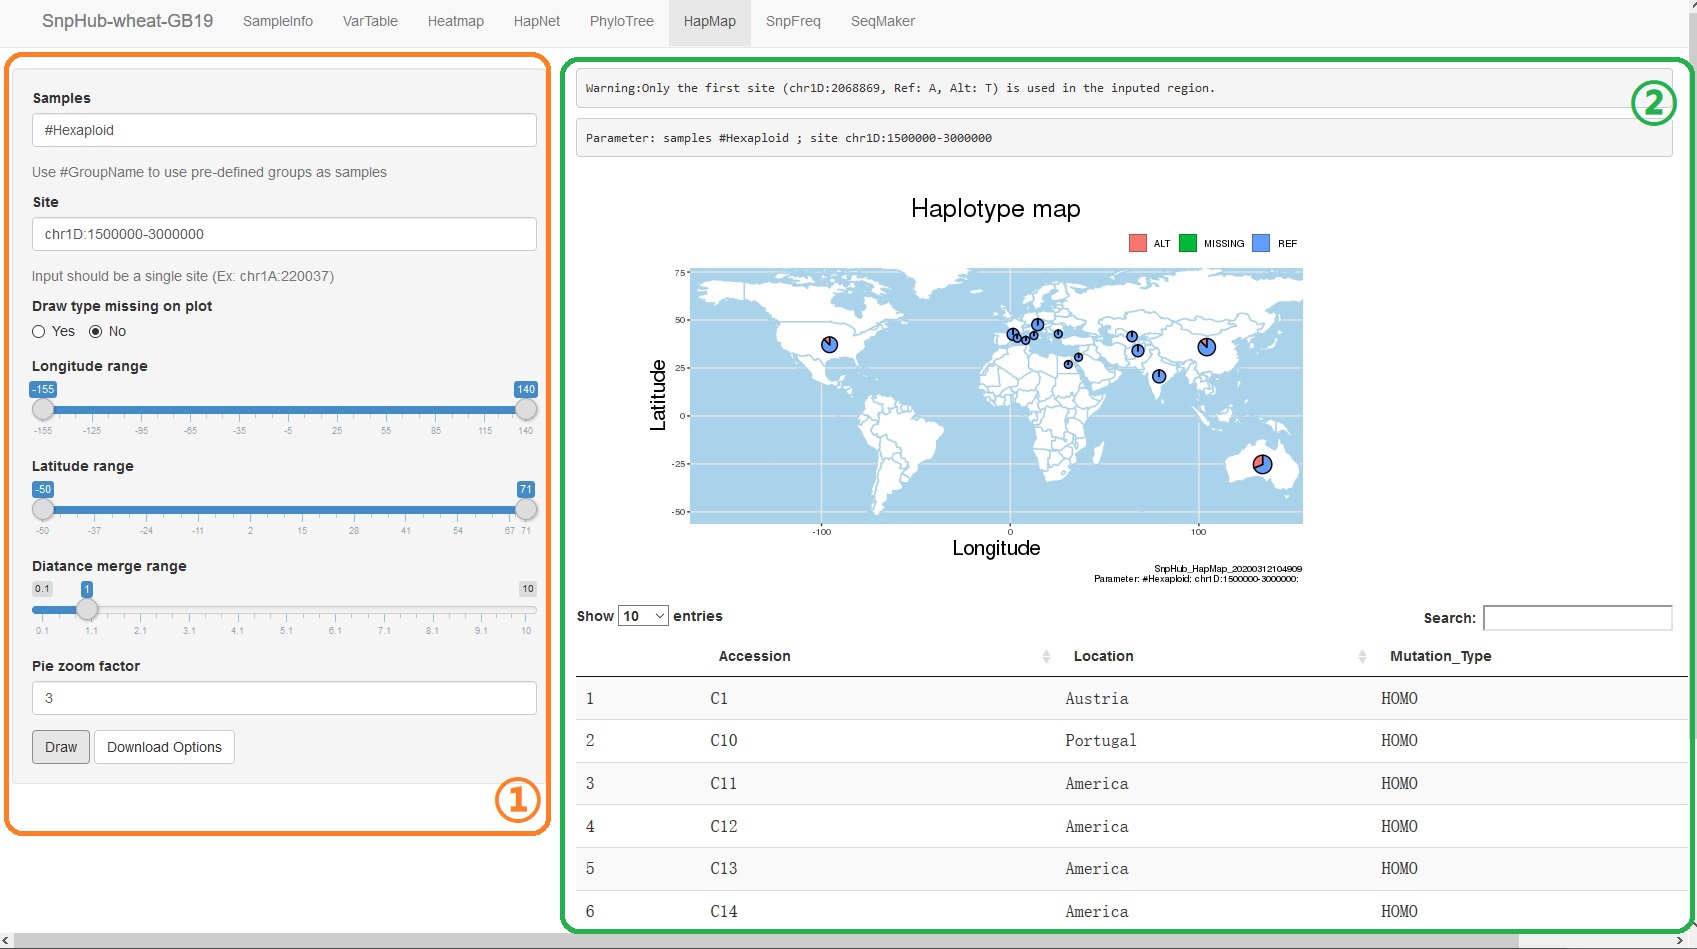 SnpHub-wheat-GB19 SampleInfo VarTable Heatmap HapNet PhyloTree HapMap SnpFreq SeqMaker
Samples
#Hexaploid
Use #GroupName to use pre-defined groups as samples
Site
chr1D:1500000-3000000
Input should be a single site (Ex: chr1A:220037)
Draw type missing on plot
Yes No
Longitude range
-155 140
-155 -125 -95 -65 -35 -5 25 55 85 115 140
Latitude range
-50 71
-50 -37 -24 -11 2 15 28 41 54 67 71
Diatance merge range
0.1 1 10
0.1 1.1 2.1 3.1 4.1 5.1 6.1 7.1 8.1 9.1 10
Pie zoom factor
3
Draw Download Options
①
Warning:Only the first site (chr1D:2068869, Ref: A, Alt: T) is used in the inputed region.
②
Parameter: samples #Hexaploid ; site chr1D:1500000-3000000
Haplotype map
ALT MISSING REF
75
50
25
0
-25
-50
Latitude
-100 0 100
Longitude
SnpHub_HapMap_20200312104909
Parameter: #Hexaploid; chr1D:1500000-3000000;
Show 10 entries Search:
Accession Location Mutation_Type
1 C1 Austria HOMO
2 C10 Portugal HOMO
3 C11 America HOMO
4 C12 America HOMO
5 C13 America HOMO
6 C14 America HOMO